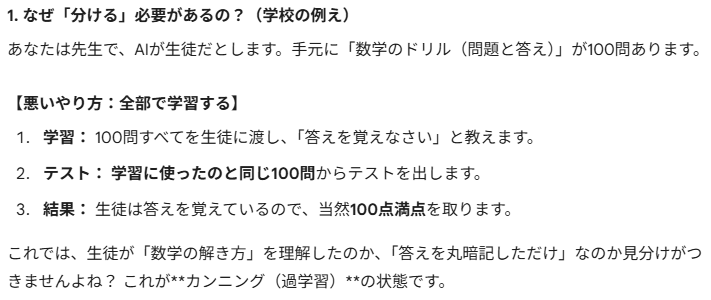 1. なぜ「分ける」必要があるの？（学校の例え）
あなたは先生で、AIが生徒だとします。手元に「数学のドリル（問題と答え）」が100問あります。
【悪いやり方：全部で学習する】
1. 学習： 100問すべてを生徒に渡し、「答えを覚えなさい」と教えます。
2. テスト： 学習に使ったのと同じ100問からテストを出します。
3. 結果： 生徒は答えを覚えているので、当然100点満点を取ります。
これでは、生徒が「数学の解き方」を理解したのか、「答えを丸暗記しただけ」なのか見分けがつ
きませんよね？ これが**カンニング（過学習）**の状態です。